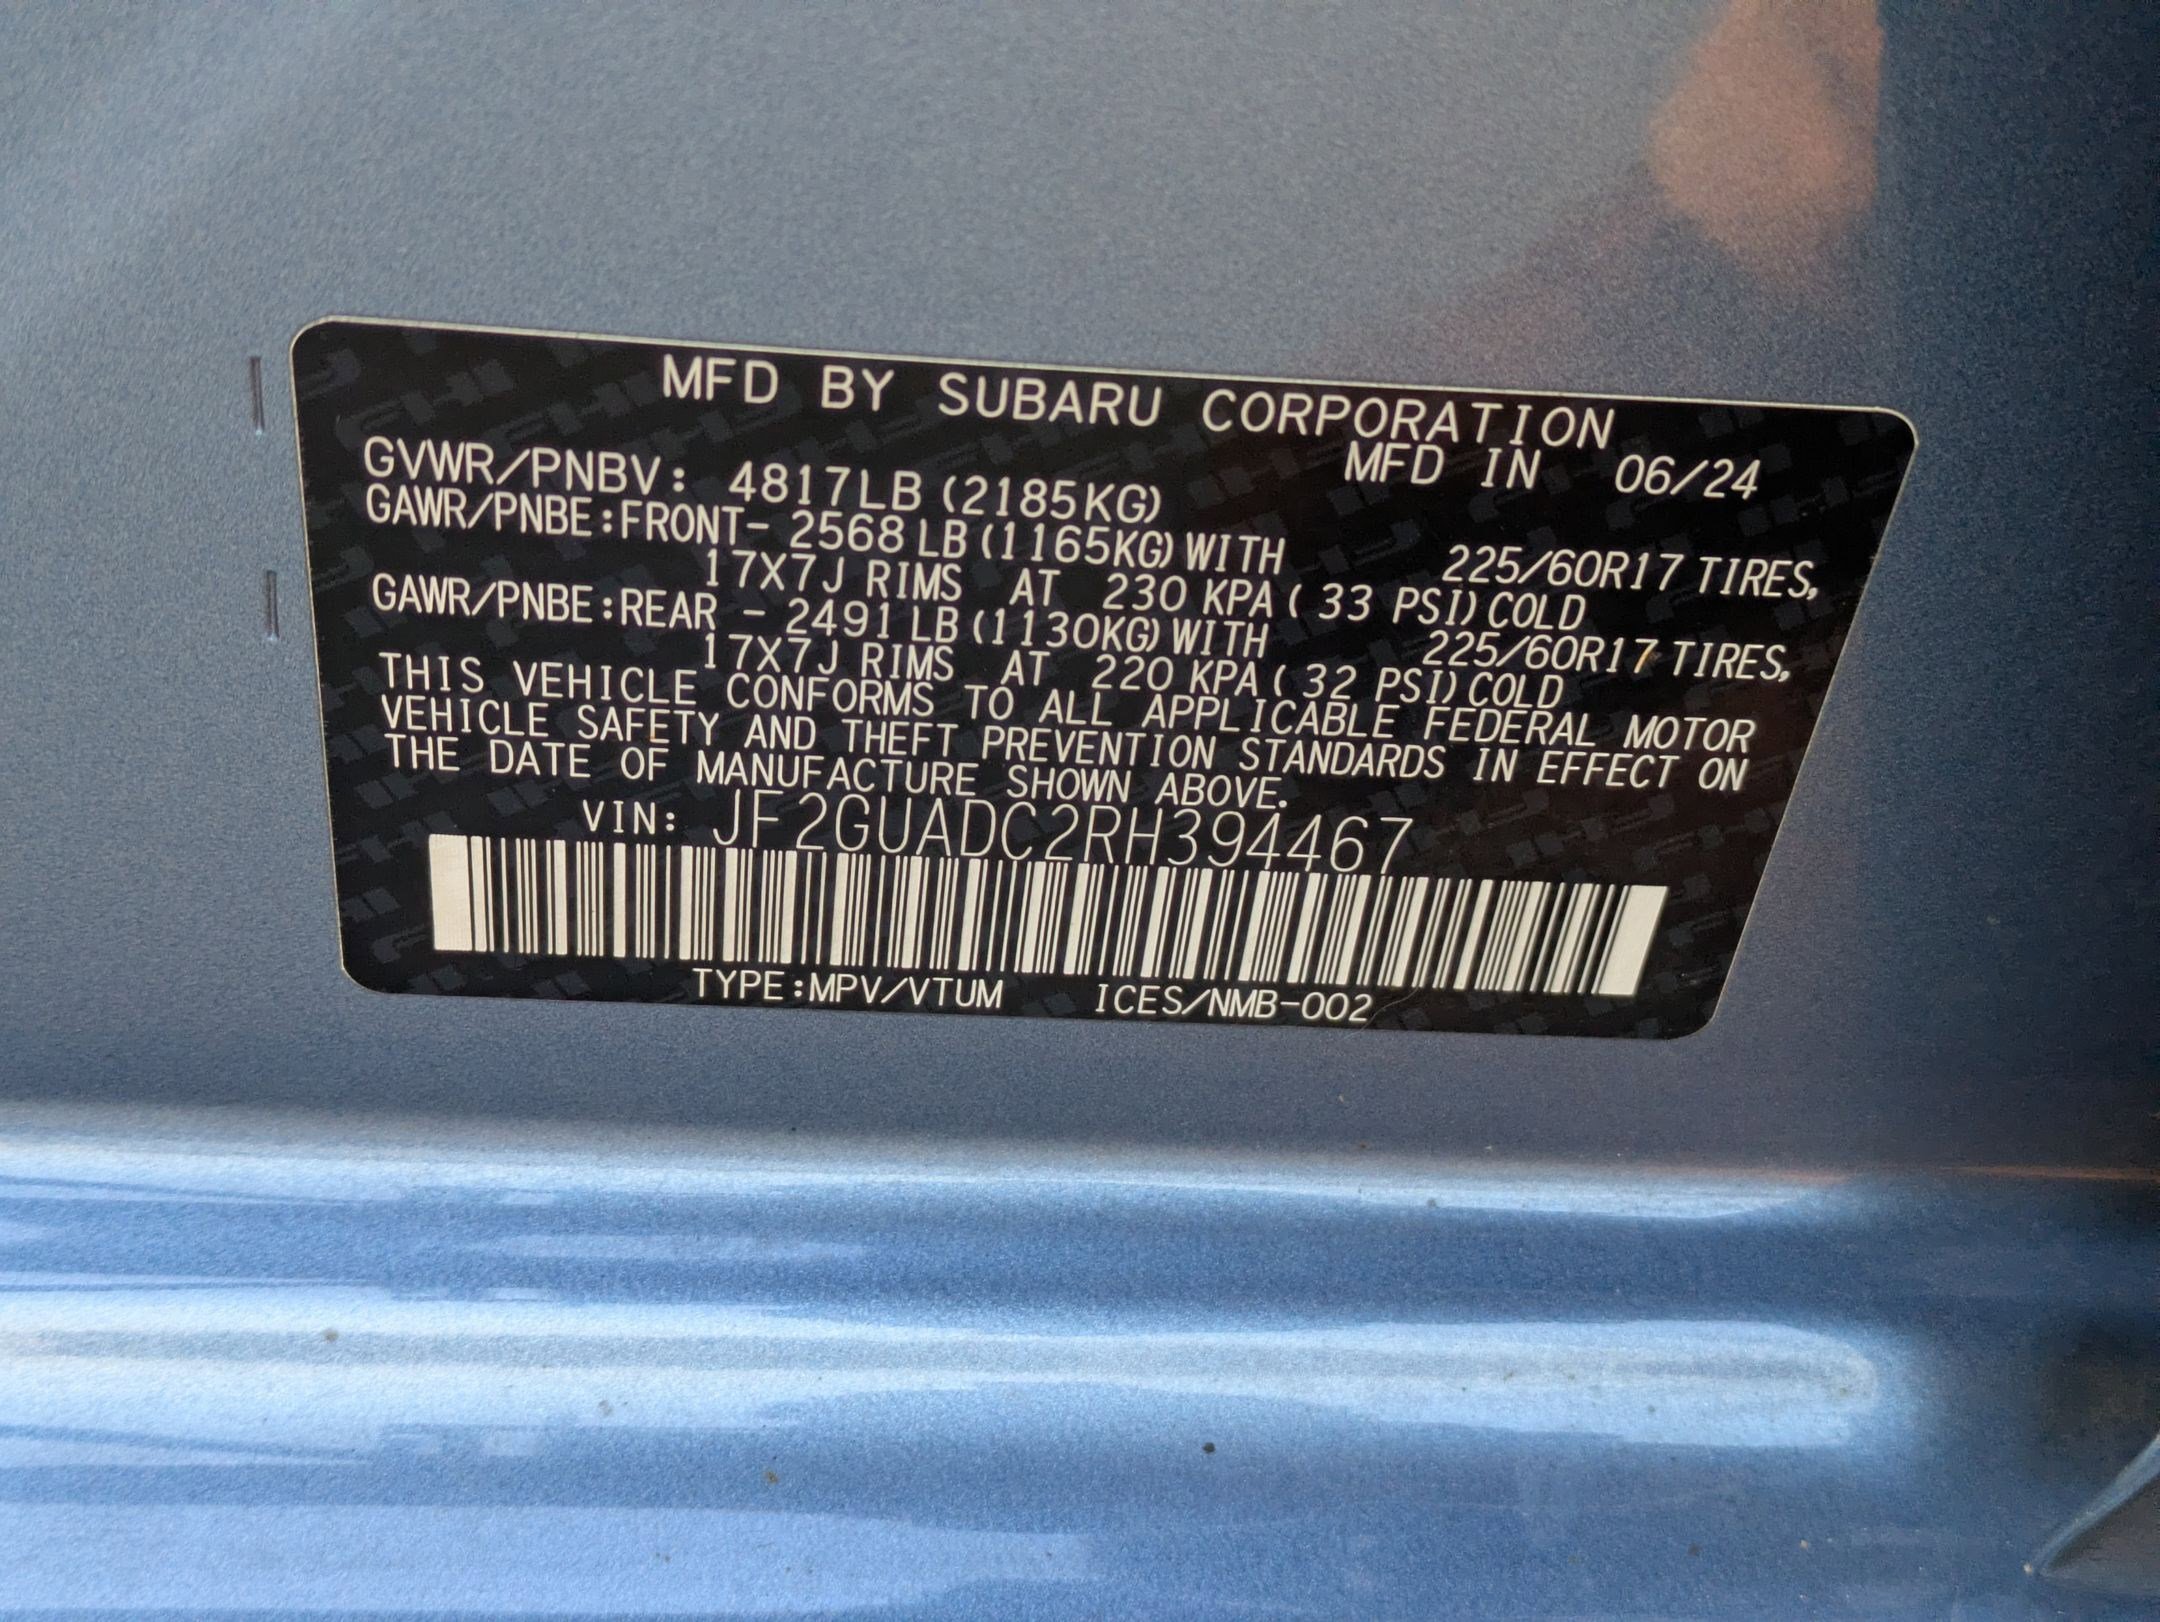 MFD BY SUBARU CORPORATION
MFD IN 06/24
GVWR/PNBV: 4817LB (2185KG)
GAWR/PNBE:FRONT- 2568 LB (1165KG) WITH 225/60R17 TIRES,
17X7J RIMS AT 230 KPA ( 33 PSI) COLD
GAWR/PNBE:REAR - 2491 LB (1130KG) WITH 225/60R17 TIRES,
17X7J RIMS AT 220 KPA ( 32 PSI) COLD
THIS VEHICLE CONFORMS TO ALL APPLICABLE FEDERAL MOTOR
VEHICLE SAFETY AND THEFT PREVENTION STANDARDS IN EFFECT ON
THE DATE OF MANUFACTURE SHOWN ABOVE.
VIN: JF2GUADC2RH394467
TYPE:MPV/VTUM ICES/NMB-002